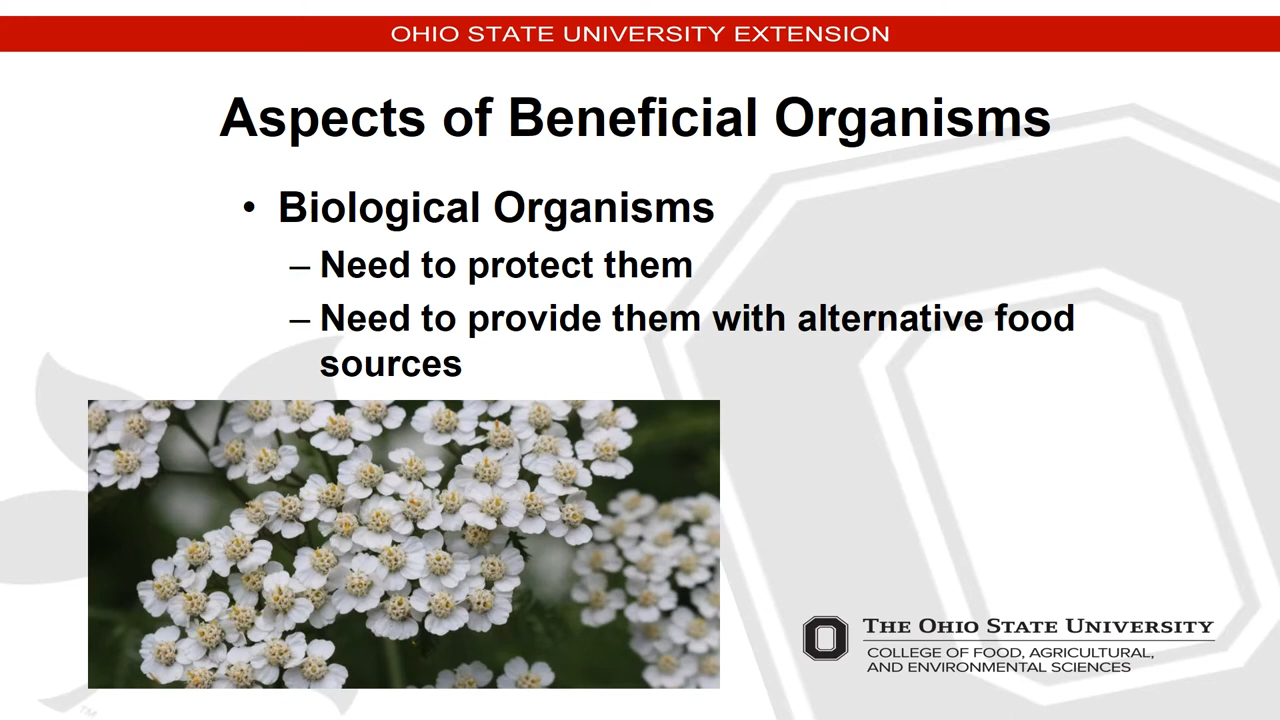 OHIO STATE UNIVERSITY EXTENSION
Aspects of Beneficial Organisms
• Biological Organisms
– Need to protect them
– Need to provide them with alternative food
sources
THE OHIO STATE UNIVERSITY
COLLEGE OF FOOD, AGRICULTURAL,
AND ENVIRONMENTAL SCIENCES
TM